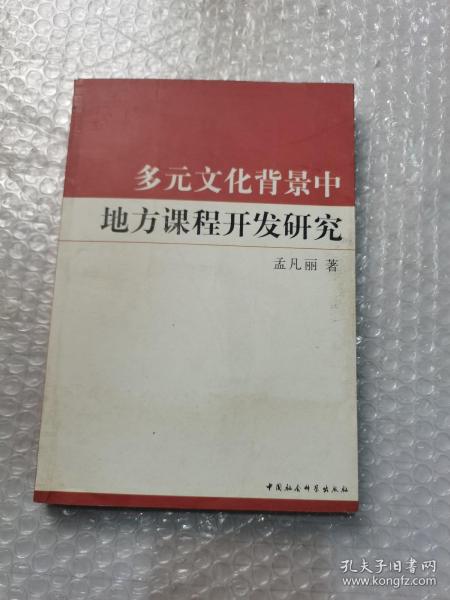 多元文化背景中
地方课程开发研究
孟凡丽 著
中国社会科学出版社
孔夫子旧书网
www.kongfz.com